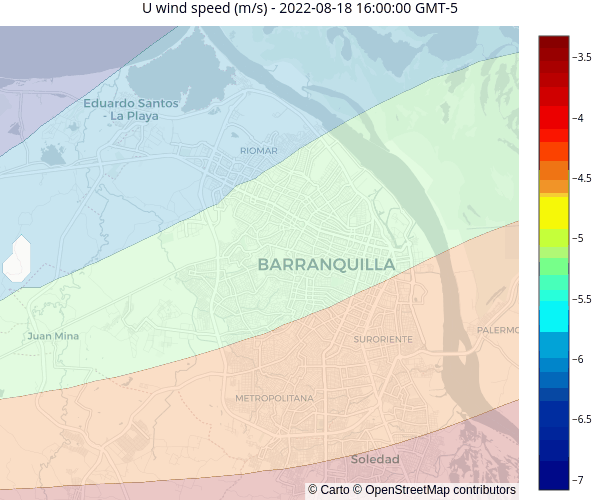 U wind speed (m/s) - 2022-08-18 16:00:00 GMT-5
Eduardo Santos
- La Playa
RIOMAR
BARRANQUILLA
Juan Mina
SURORIENTE
PALERMO
METROPOLITANA
Soledad
© Carto © OpenStreetMap contributors
−3.5
−4
−4.5
−5
−5.5
−6
−6.5
−7